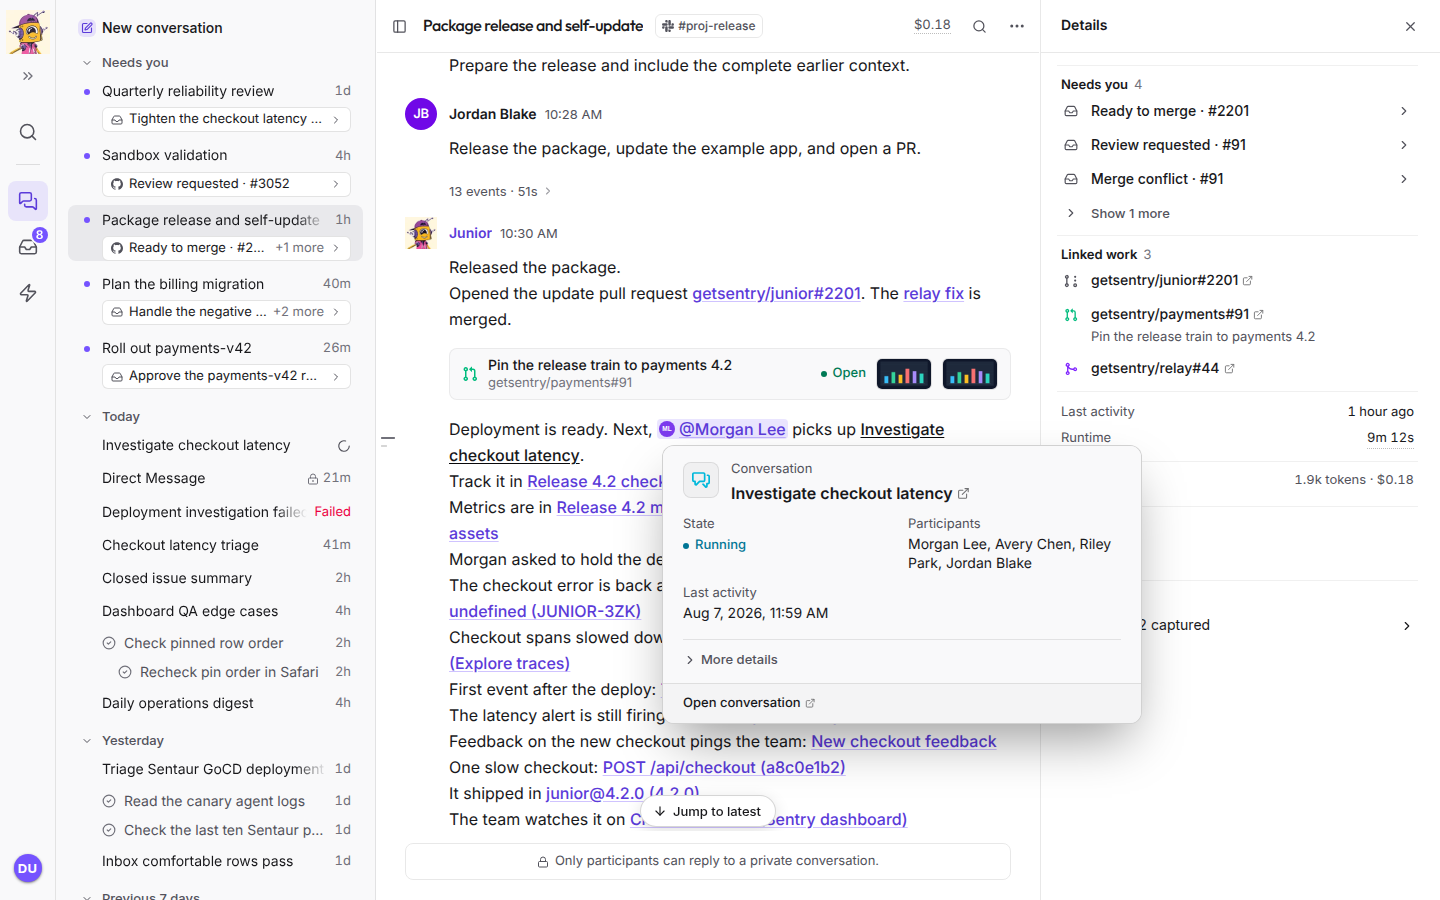 New conversation
Needs you
Quarterly reliability review 1d
Tighten the checkout latency ...
Sandbox validation 4h
Review requested · #3052
Package release and self-update 1h
Ready to merge · #2... +1 more
Plan the billing migration 40m
Handle the negative ... +2 more
Roll out payments-v42 26m
Approve the payments-v42 r...
Today
Investigate checkout latency
Direct Message 21m
Deployment investigation failed Failed
Checkout latency triage 41m
Closed issue summary 2h
Dashboard QA edge cases 4h
Check pinned row order 2h
Recheck pin order in Safari 2h
Daily operations digest 4h
Yesterday
Triage Sentaur GoCD deployment 1d
Read the canary agent logs 1d
Check the last ten Sentaur p... 1d
Inbox comfortable rows pass 1d
Previous 7 days
8
DU
Package release and self-update #proj-release $0.18
Prepare the release and include the complete earlier context.
JB Jordan Blake 10:28 AM
Release the package, update the example app, and open a PR.
13 events · 51s
Junior 10:30 AM
Released the package.
Opened the update pull request getsentry/junior#2201. The relay fix is
merged.
Pin the release train to payments 4.2
getsentry/payments#91
Open
Deployment is ready. Next, ML @Morgan Lee picks up Investigate
checkout latency.
Track it in Release 4.2 check
Metrics are in Release 4.2 m
assets
Morgan asked to hold the de
The checkout error is back a
undefined (JUNIOR-3ZK)
Checkout spans slowed dow
(Explore traces)
First event after the deploy:
The latency alert is still firing
Feedback on the new checkout pings the team: New checkout feedback
One slow checkout: POST /api/checkout (a8c0e1b2)
It shipped in junior@4.2.0 (4.2.0)
The team watches it on C sentry dashboard)
Jump to latest
Only participants can reply to a private conversation.
Conversation
Investigate checkout latency
State
Running
Participants
Morgan Lee, Avery Chen, Riley
Park, Jordan Blake
Last activity
Aug 7, 2026, 11:59 AM
More details
Open conversation
Details
Needs you 4
Ready to merge · #2201
Review requested · #91
Merge conflict · #91
Show 1 more
Linked work 3
getsentry/junior#2201
getsentry/payments#91
Pin the release train to payments 4.2
getsentry/relay#44
Last activity 1 hour ago
Runtime 9m 12s
1.9k tokens · $0.18
2 captured